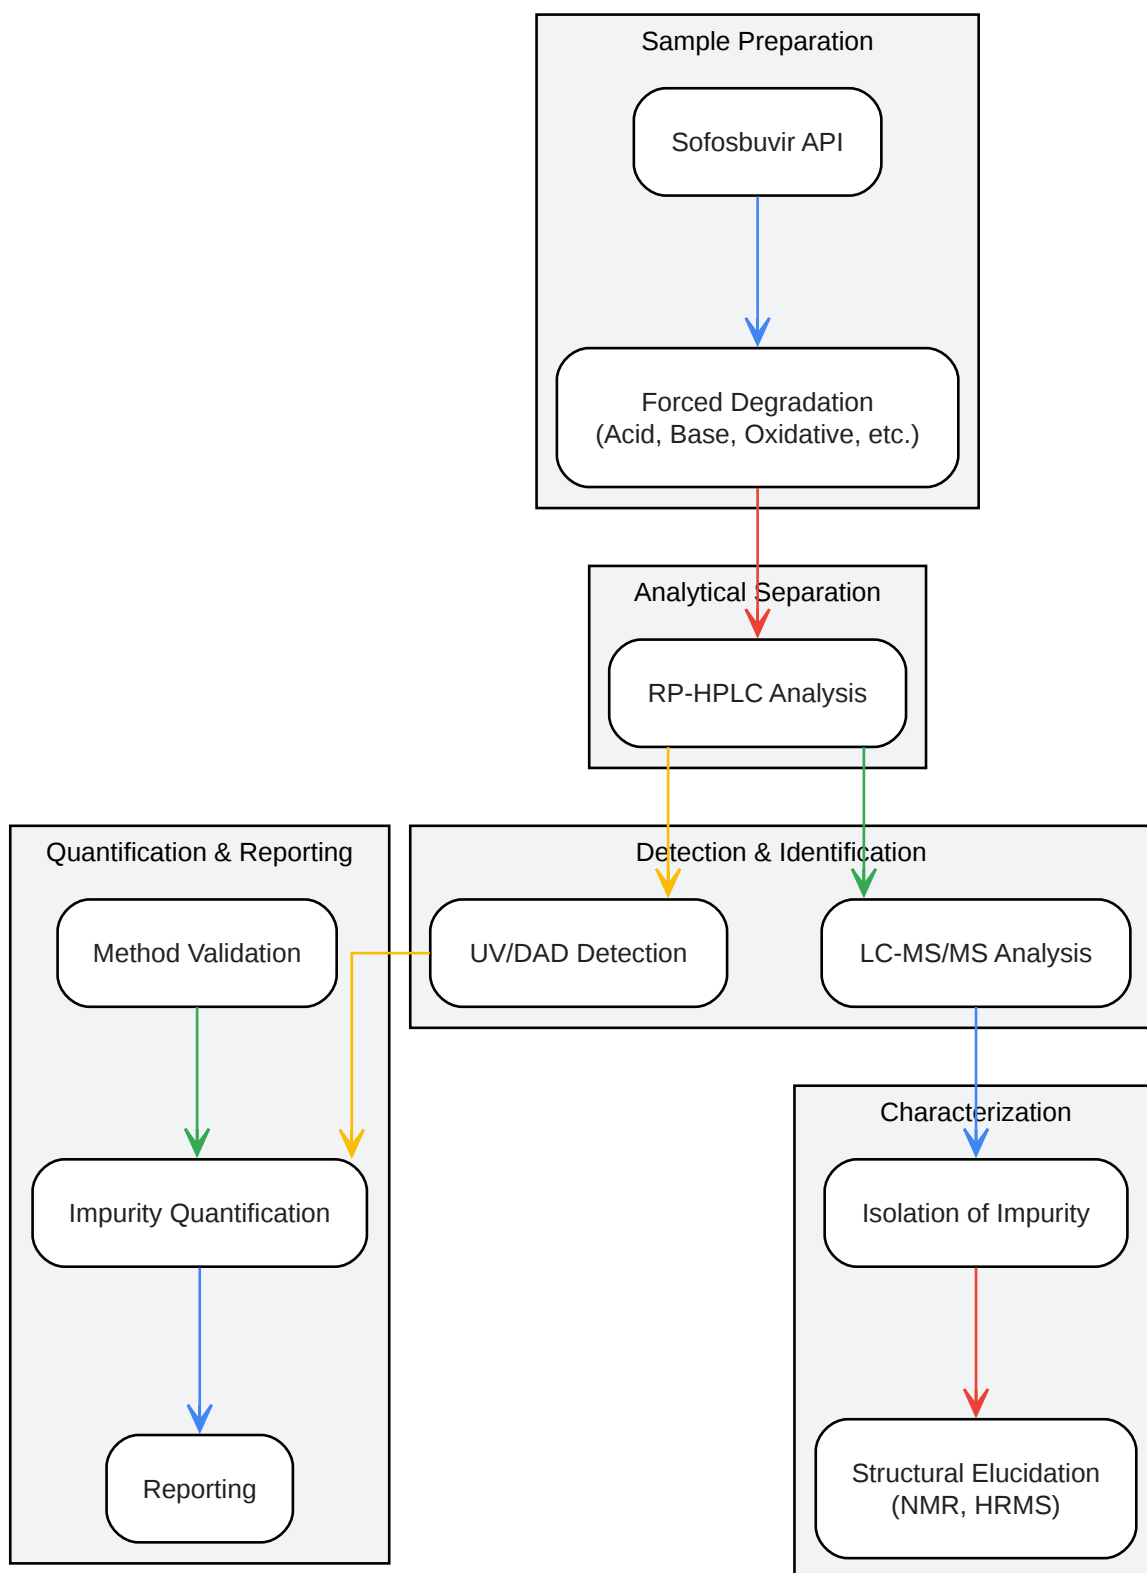 Sample Preparation
Sofosbuvir API
Forced Degradation
(Acid, Base, Oxidative, etc.)
Analytical Separation
RP-HPLC Analysis
Quantification & Reporting
Detection & Identification
Method Validation
UV/DAD Detection
LC-MS/MS Analysis
Characterization
Impurity Quantification
Isolation of Impurity
Reporting
Structural Elucidation
(NMR, HRMS)